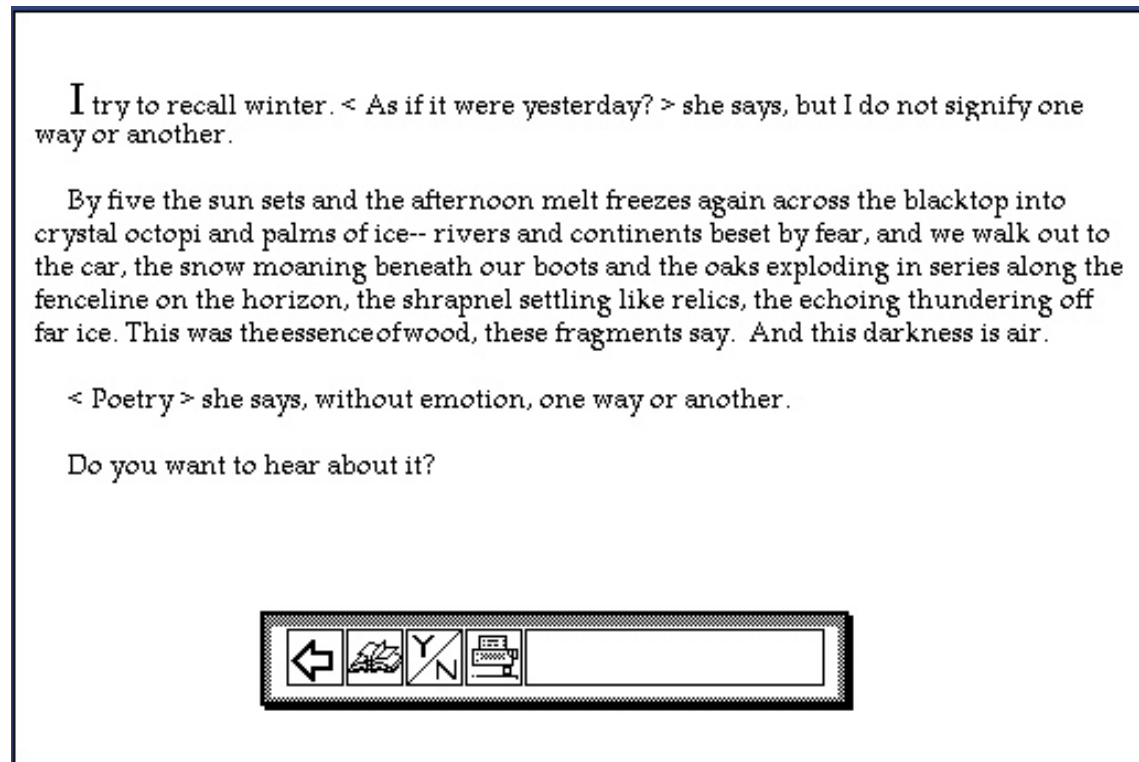 I try to recall winter. < As if it were yesterday? > she says, but I do not signify one
way or another.
By five the sun sets and the afternoon melt freezes again across the blacktop into
crystal octopi and palms of ice-- rivers and continents beset by fear, and we walk out to
the car, the snow moaning beneath our boots and the oaks exploding in series along the
fenceline on the horizon, the shrapnel settling like relics, the echoing thundering off
far ice. This was theessenceofwood, these fragments say.  And this darkness is air.
< Poetry > she says, without emotion, one way or another.
Do you want to hear about it?
Y/N